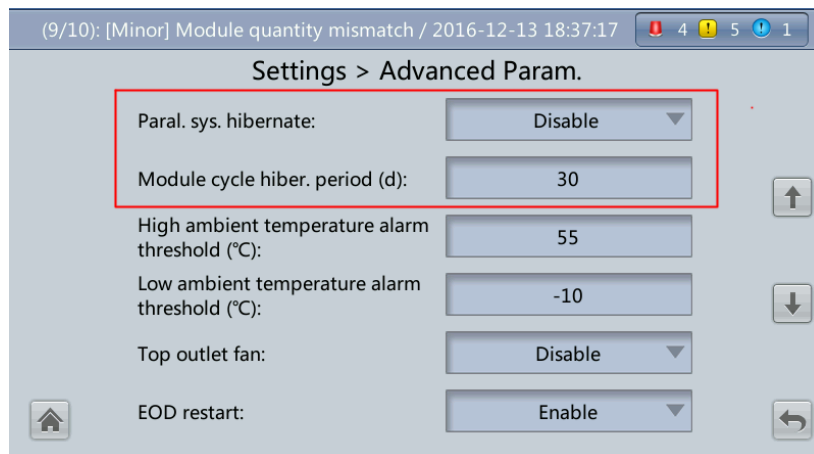 (9/10): [Minor] Module quantity mismatch / 2016-12-13 18:37:17 4 ! 5 ! 1
Settings > Advanced Param.
Paral. sys. hibernate: Disable
Module cycle hiber. period (d): 30
High ambient temperature alarm
threshold (℃): 55
Low ambient temperature alarm
threshold (℃): -10
Top outlet fan: Disable
EOD restart: Enable